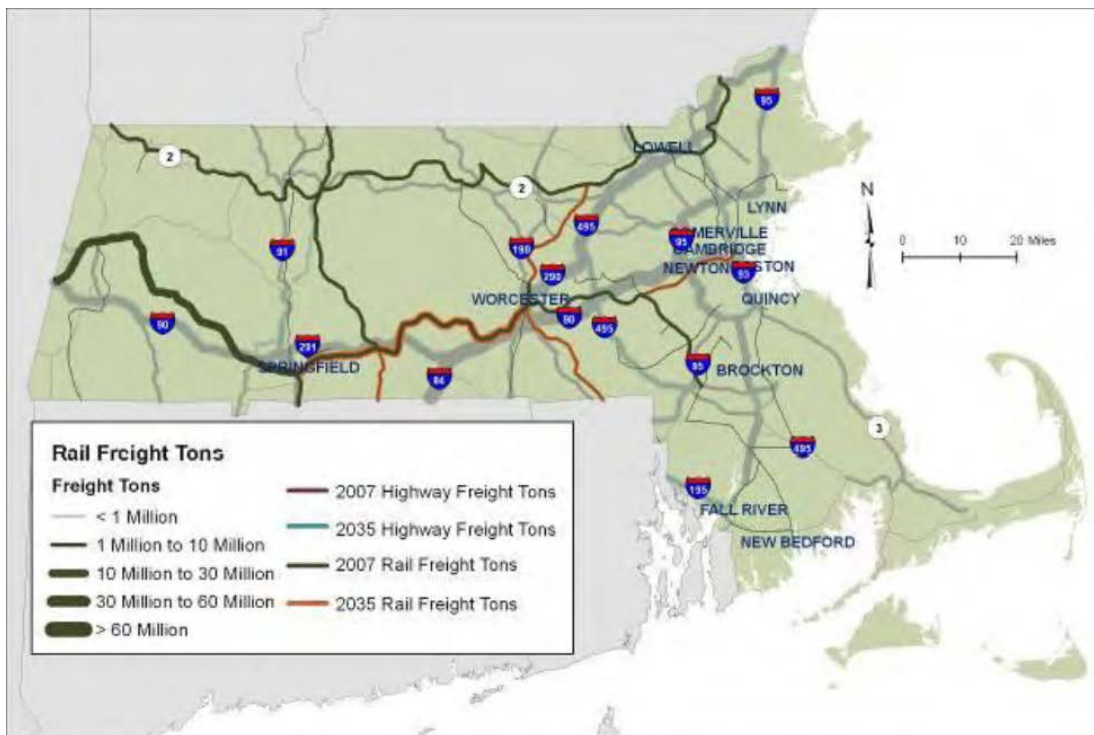 95
2
LOWELL
2
LYNN
N
495
MERVILLE
95
CAMBRIDGE
190
91
NEWTON
STON
93
0 10 20 Miles
290
WORCESTER
QUINCY
90
90
495
291
SPRINGFIELD
84
95
BROCKTON
3
495
195
FALL RIVER
NEW BEDFORD
Rail Freight Tons
Freight Tons
< 1 Million
1 Million to 10 Million
10 Million to 30 Million
30 Million to 60 Million
> 60 Million
2007 Highway Freight Tons
2035 Highway Freight Tons
2007 Rail Freight Tons
2035 Rail Freight Tons